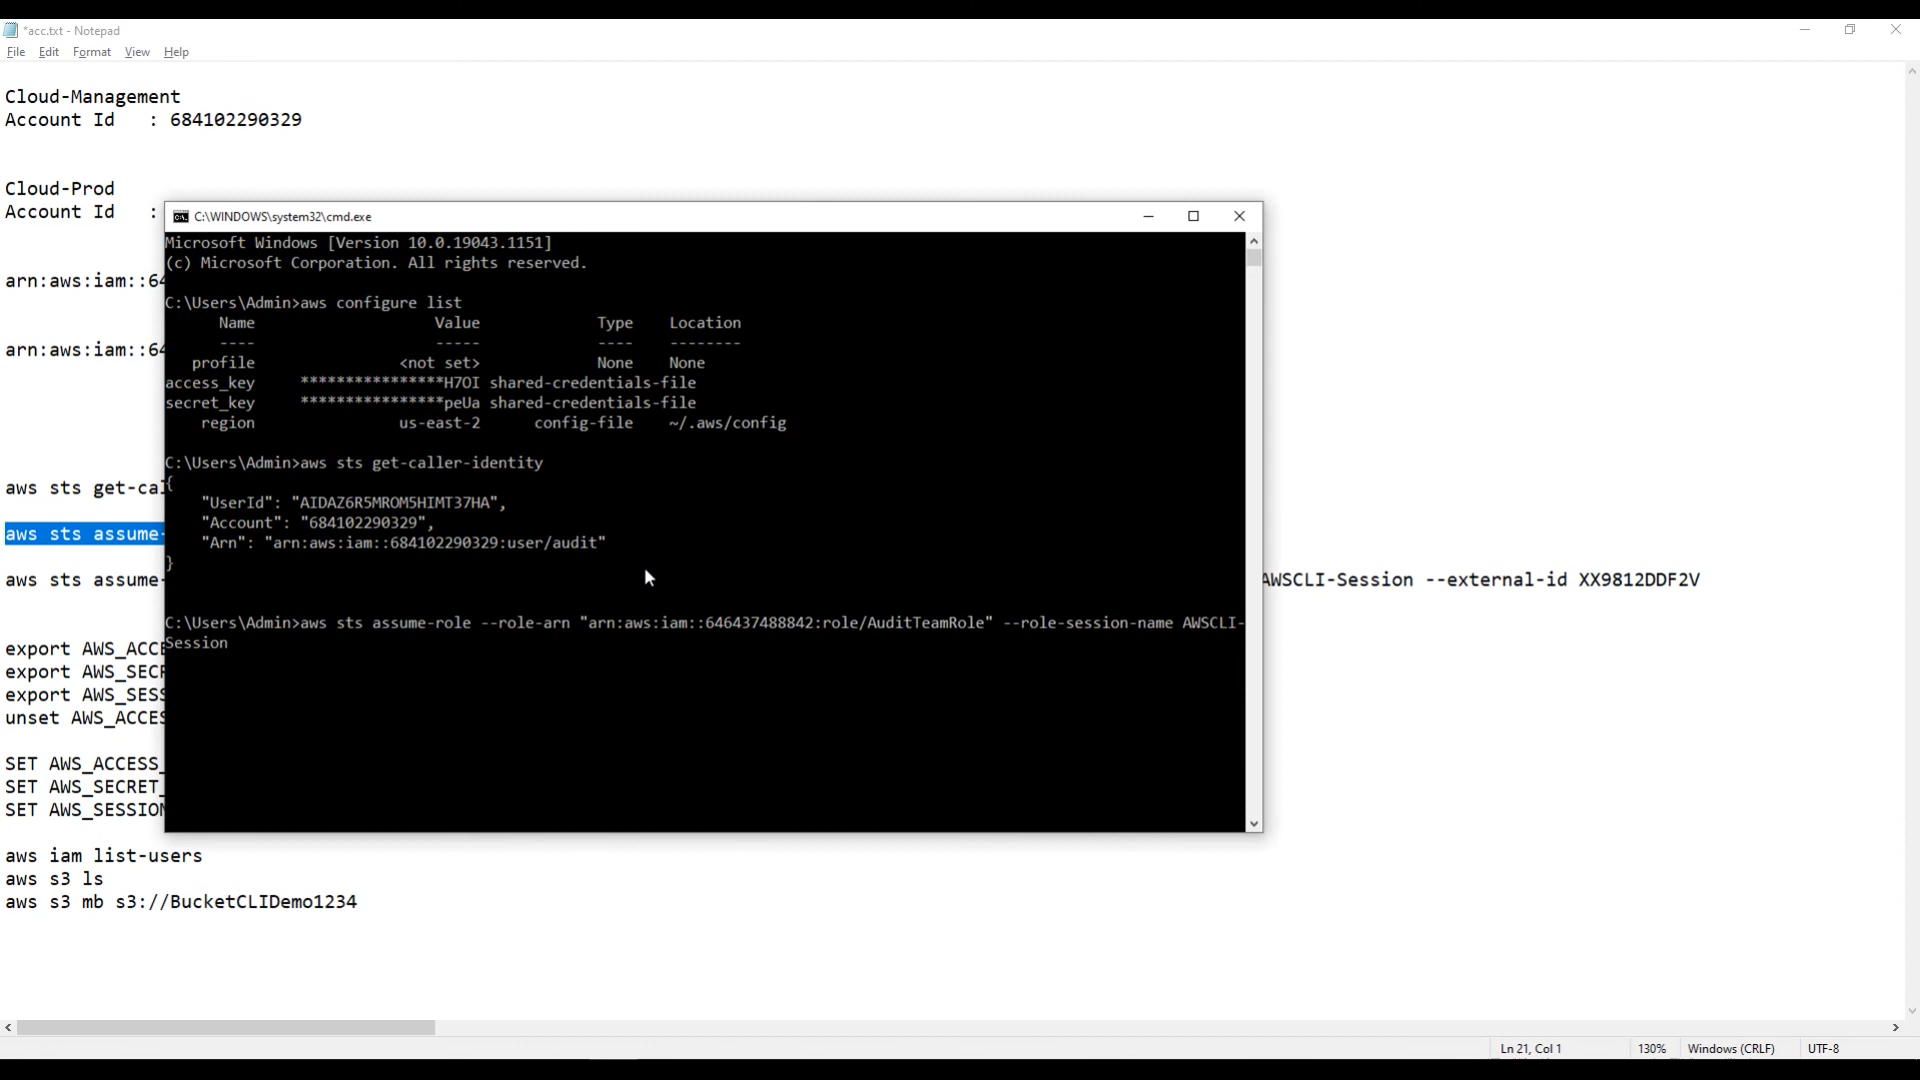 *acc.txt - Notepad
File Edit Format View Help
Cloud-Management
Account Id   : 684102290329
Cloud-Prod
Account Id   :
arn:aws:iam::64
arn:aws:iam::64
aws sts get-cal
aws sts assume-
aws sts assume-
AWSCLI-Session --external-id XX9812DDF2V
export AWS_ACCE
export AWS_SECR
export AWS_SESS
unset AWS_ACCES
SET AWS_ACCESS_
SET AWS_SECRET_
SET AWS_SESSION
aws iam list-users
aws s3 ls
aws s3 mb s3://BucketCLIDemo1234
C:\WINDOWS\system32\cmd.exe
Microsoft Windows [Version 10.0.19043.1151]
(c) Microsoft Corporation. All rights reserved.
C:\Users\Admin>aws configure list
Name Value Type Location
---- ----- ---- --------
profile <not set> None None
access_key ****************H7OI shared-credentials-file
secret_key ****************peUa shared-credentials-file
region us-east-2 config-file ~/.aws/config
C:\Users\Admin>aws sts get-caller-identity
{
"UserId": "AIDAZ6R5MROM5HIMT37HA",
"Account": "684102290329",
"Arn": "arn:aws:iam::684102290329:user/audit"
}
C:\Users\Admin>aws sts assume-role --role-arn "arn:aws:iam::646437488842:role/AuditTeamRole" --role-session-name AWSCLI-
Session
Ln 21, Col 1 130% Windows (CRLF) UTF-8